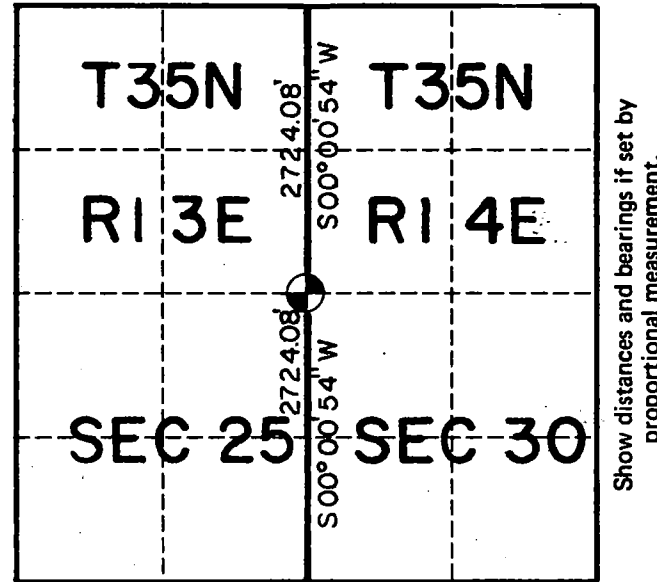 T35N
T35N
2724.08'
S00°00'54"W
R13E
R14E
2724.08'
S00°00'54"W
SEC 25
SEC 30
Show distances and bearings if set by
proportional measurement.